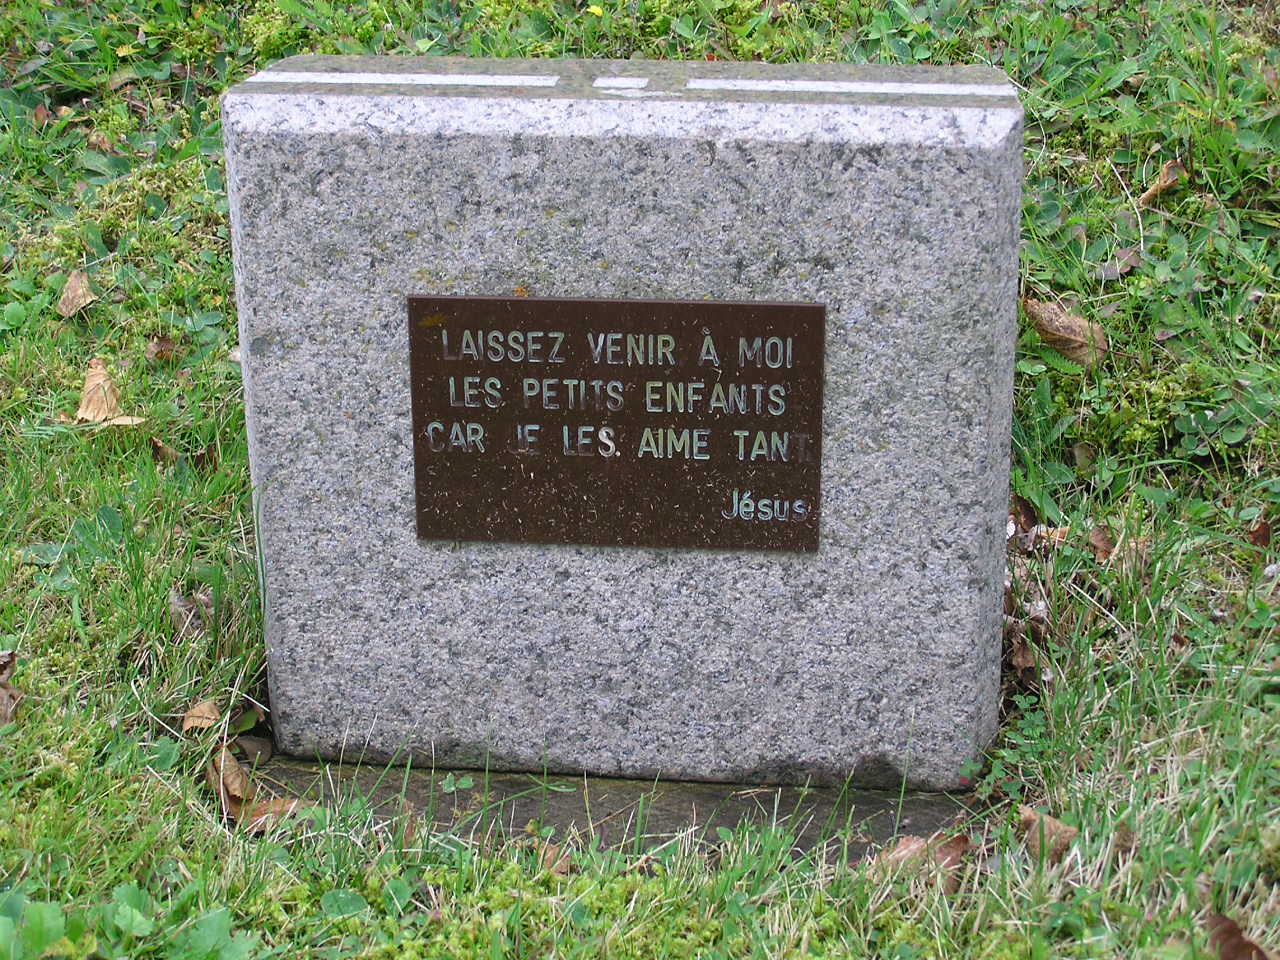 LAISSEZ VENIR À MOI
LES PETITS ENFANTS
CAR JE LES. AIME TANT.
Jésus